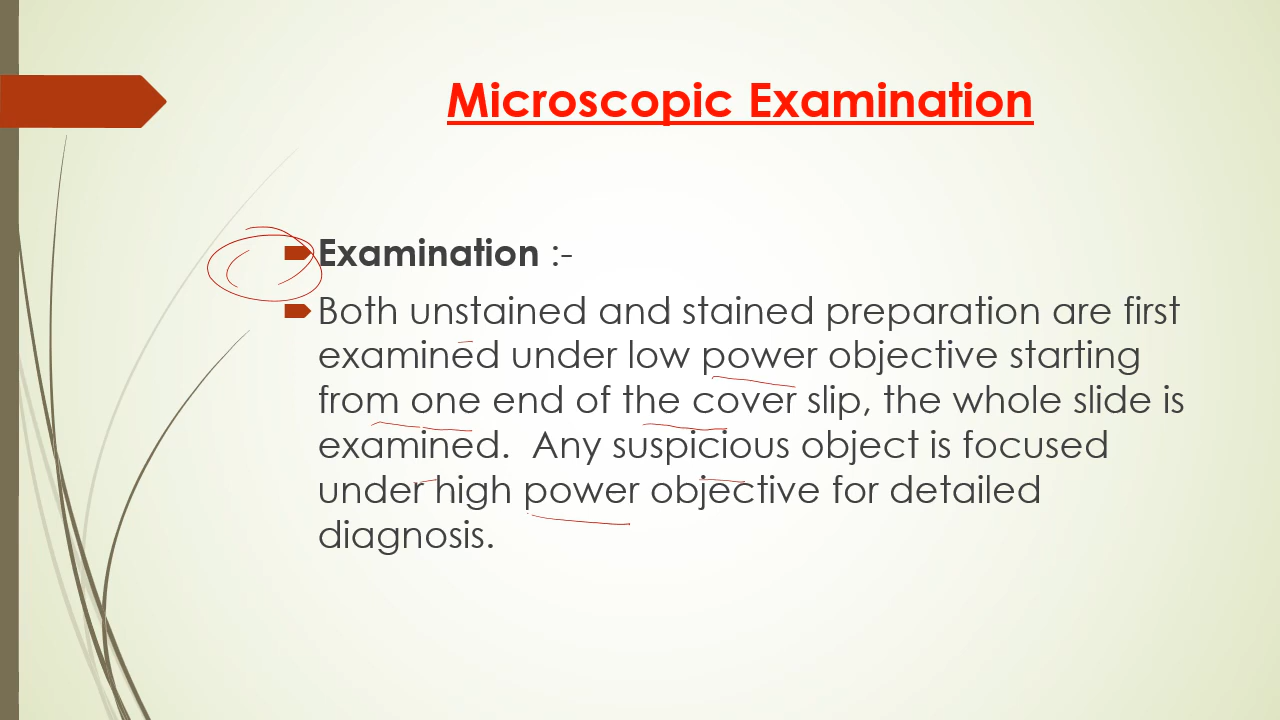 Microscopic Examination
Examination :-
Both unstained and stained preparation are first
examined under low power objective starting
from one end of the cover slip, the whole slide is
examined.  Any suspicious object is focused
under high power objective for detailed
diagnosis.